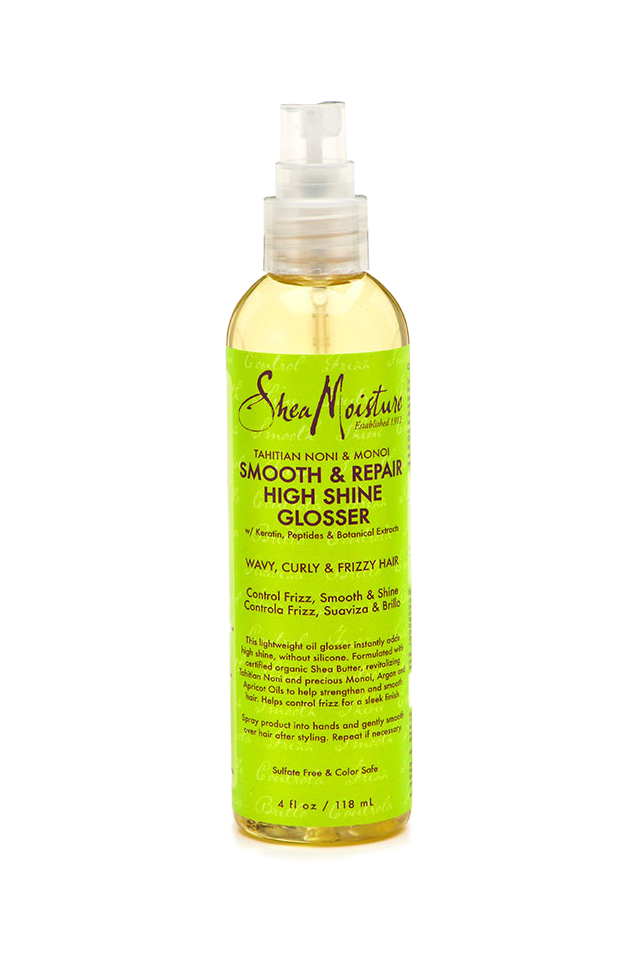 Shea Moisture
Established 1912
TAHITIAN NONI & MONOI
SMOOTH & REPAIR
HIGH SHINE
GLOSSER
w/ Keratin, Peptides & Botanical Extracts
WAVY, CURLY & FRIZZY HAIR
Control Frizz, Smooth & Shine
Controla Frizz, Suaviza & Brillo
This lightweight oil glosser instantly adds
high shine, without silicone. Formulated with
certified organic Shea Butter, revitalizing
Tahitian Noni and precious Monoi, Argan and
Apricot Oils to help strengthen and smooth
hair. Helps control frizz for a sleek finish.
Spray product into hands and gently smooth
over hair after styling. Repeat if necessary
Sulfate Free & Color Safe
4 fl oz / 118 mL